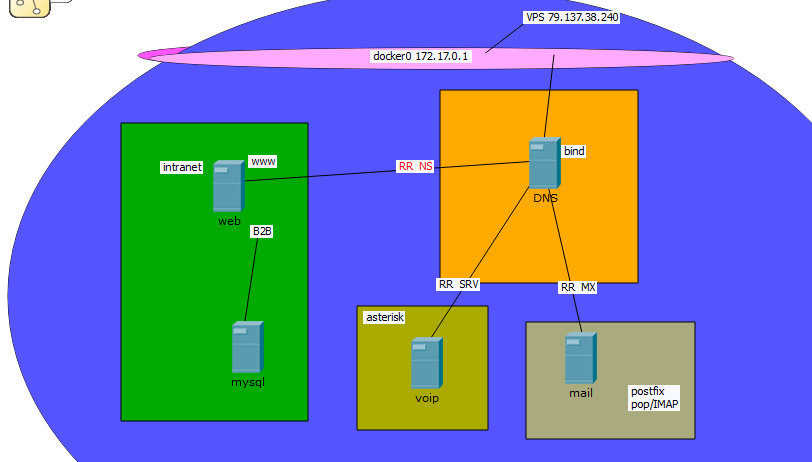 VPS 79.137.38.240
docker0 172.17.0.1
bind
www
intranet
RR NS
DNS
web
B2B
RR SRV
RR MX
asterisk
mysql
voip
mail
postfix
pop/IMAP